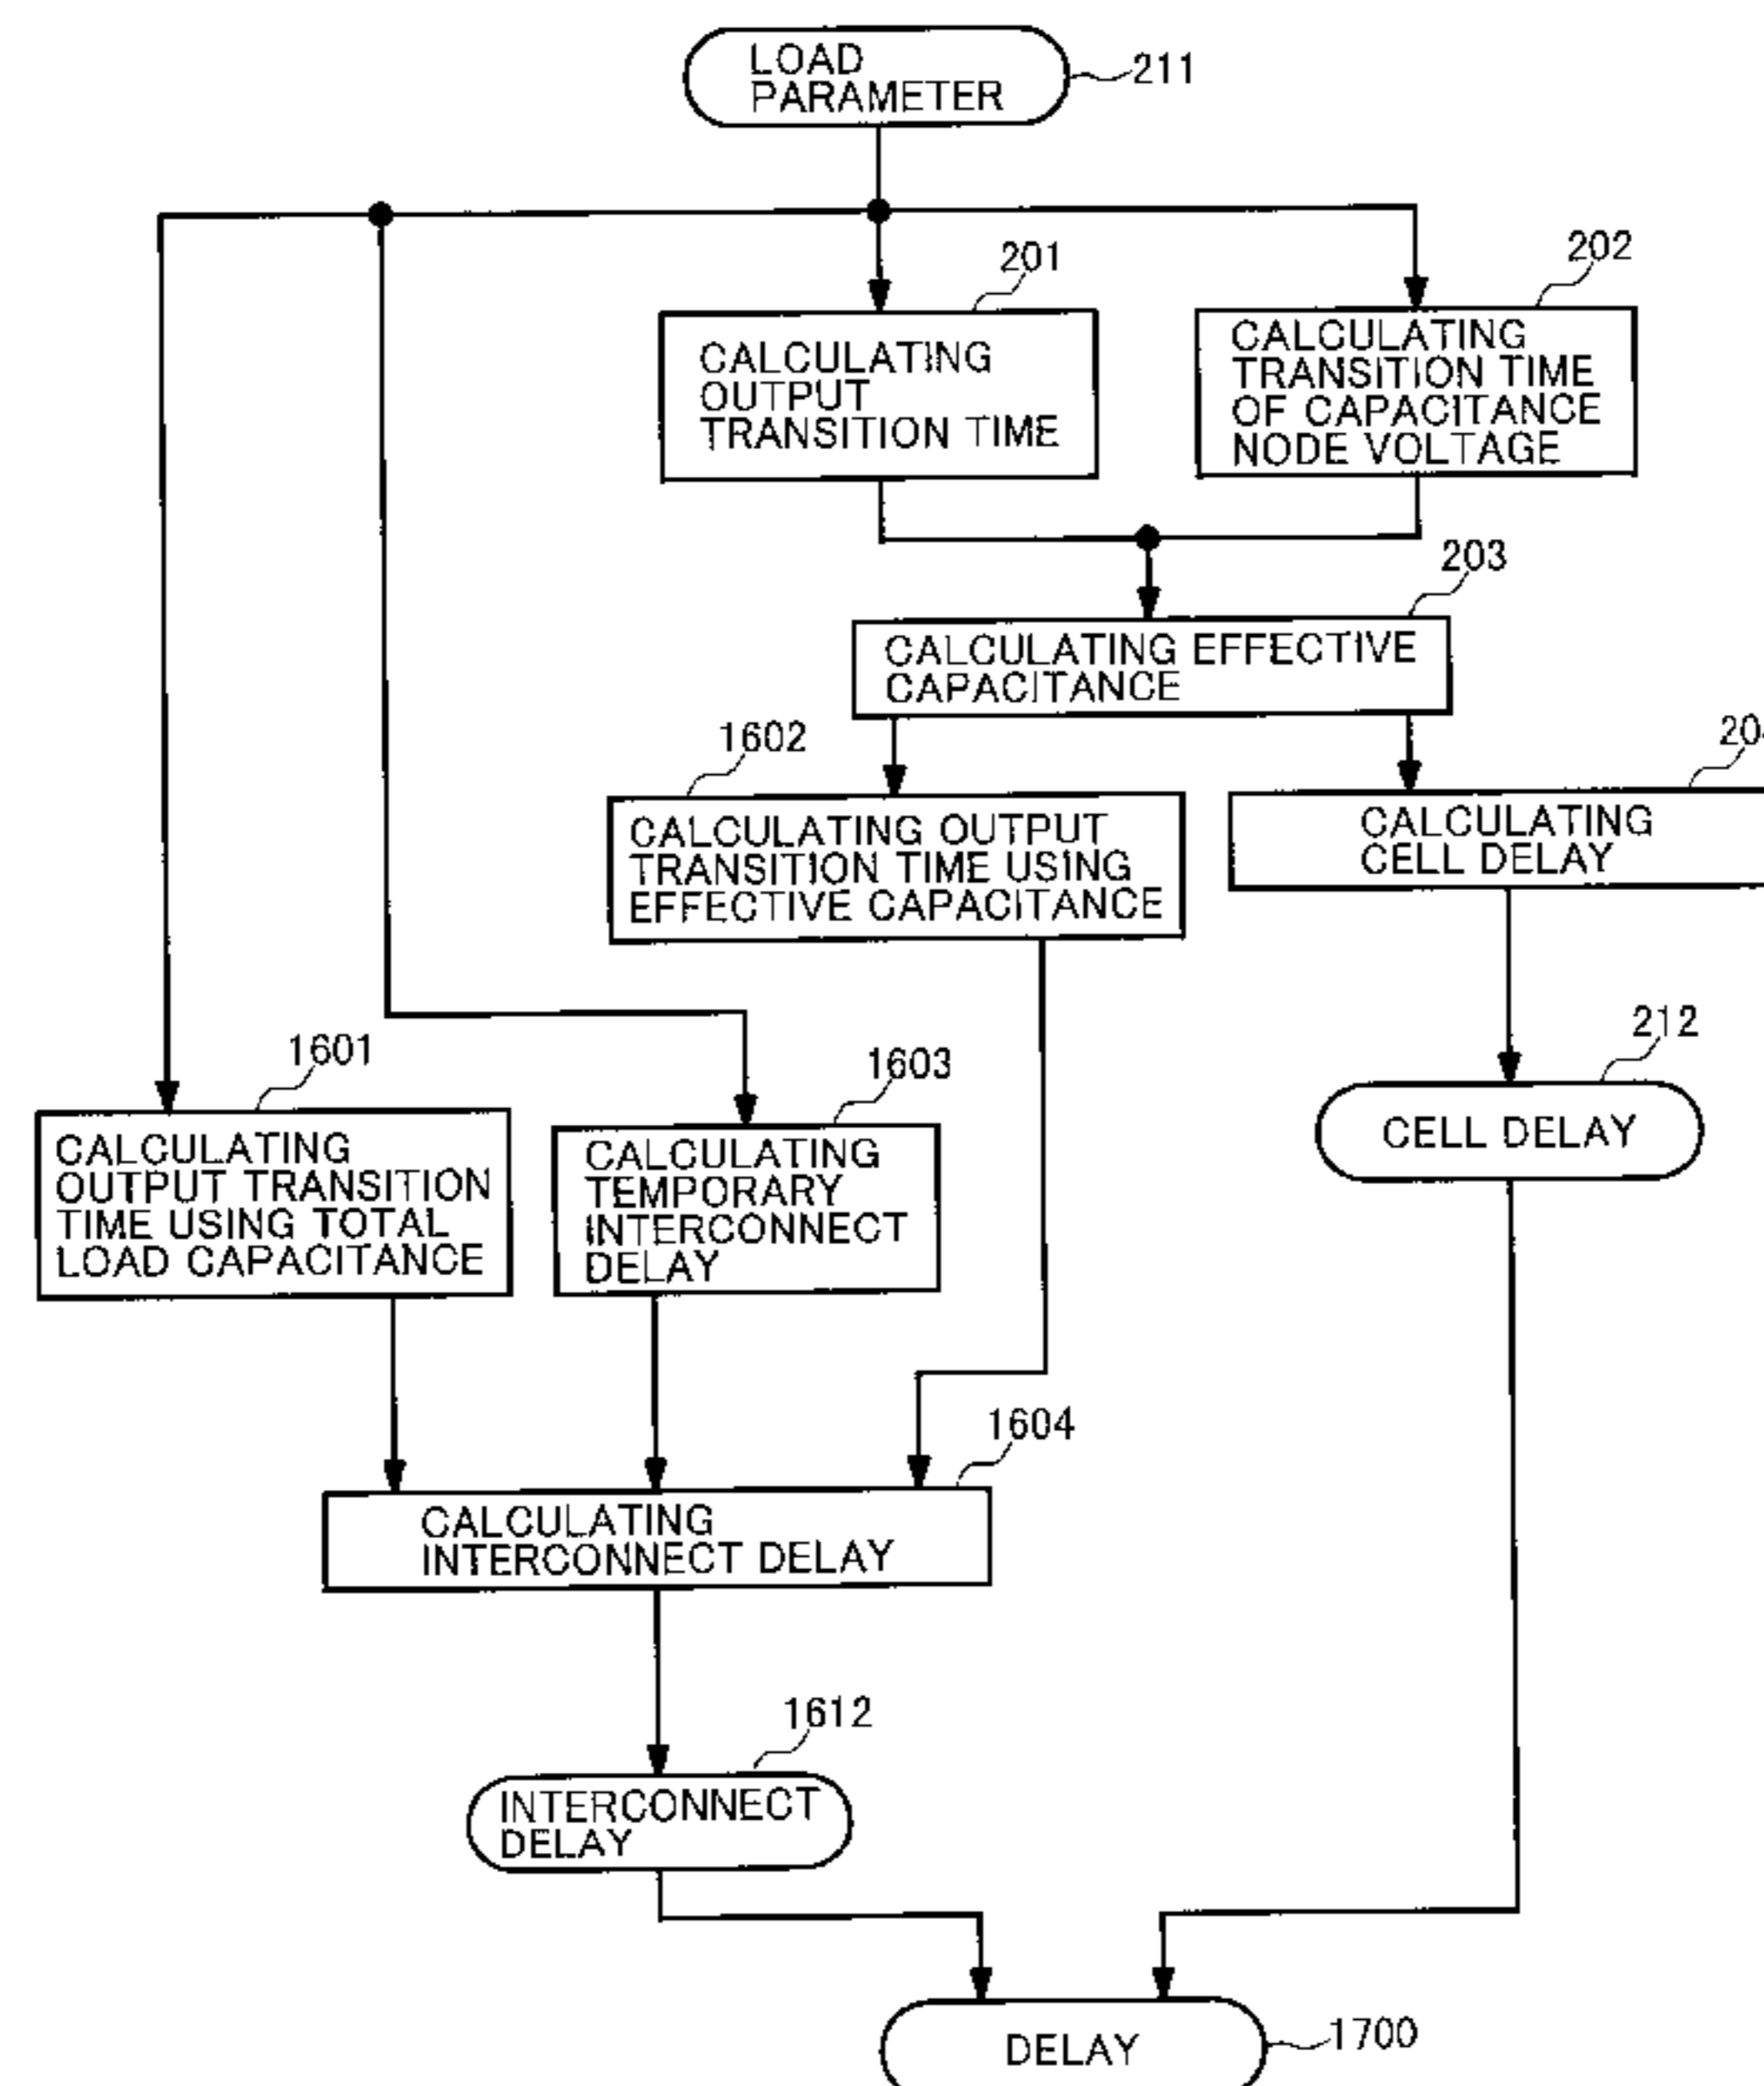 LOAD
PARAMETER
211
201
202
CALCULATING
OUTPUT
TRANSITION TIME
CALCULATING
TRANSITION TIME
OF CAPACITANCE
NODE VOLTAGE
203
CALCULATING EFFECTIVE
CAPACITANCE
1602
CALCULATING OUTPUT
TRANSITION TIME USING
EFFECTIVE CAPACITANCE
CALCULATING
CELL DELAY
1601
1603
212
CALCULATING
OUTPUT TRANSITION
TIME USING TOTAL
LOAD CAPACITANCE
CALCULATING
TEMPORARY
INTERCONNECT
DELAY
CELL DELAY
1604
CALCULATING
INTERCONNECT DELAY
1612
INTERCONNECT
DELAY
DELAY
1700